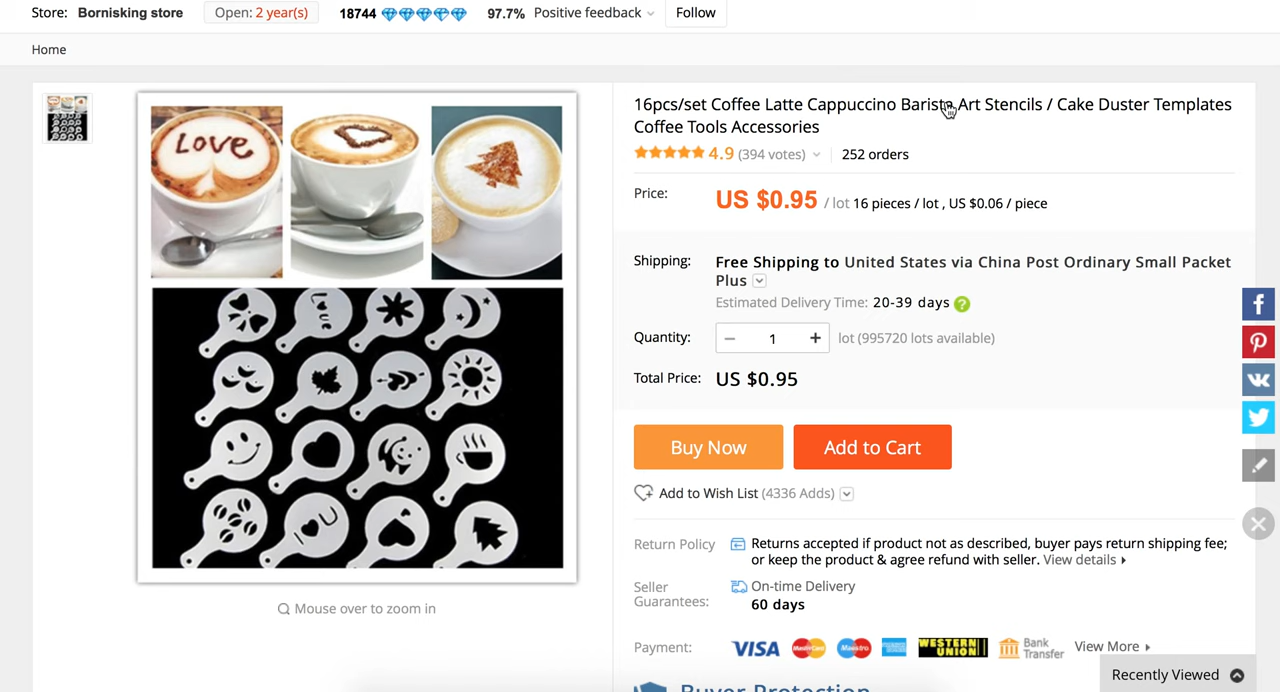 Store: Bornisking store Open: 2 year(s) 18744 97.7% Positive feedback Follow
Home
16pcs/set Coffee Latte Cappuccino Barista Art Stencils / Cake Duster Templates
Coffee Tools Accessories
4.9 (394 votes) 252 orders
Price: US $0.95 / lot 16 pieces / lot , US $0.06 / piece
Shipping: Free Shipping to United States via China Post Ordinary Small Packet
Plus
Estimated Delivery Time: 20-39 days ?
Quantity: − 1 + lot (995720 lots available)
Total Price: US $0.95
Buy Now Add to Cart
Add to Wish List (4336 Adds)
Return Policy Returns accepted if product not as described, buyer pays return shipping fee;
or keep the product & agree refund with seller. View details
Seller
Guarantees:
On-time Delivery
60 days
Payment: VISA MasterCard Maestro WESTERN UNION Bank Transfer View More
Buyer Protection
Recently Viewed
Love
Love
I U
Mouse over to zoom in